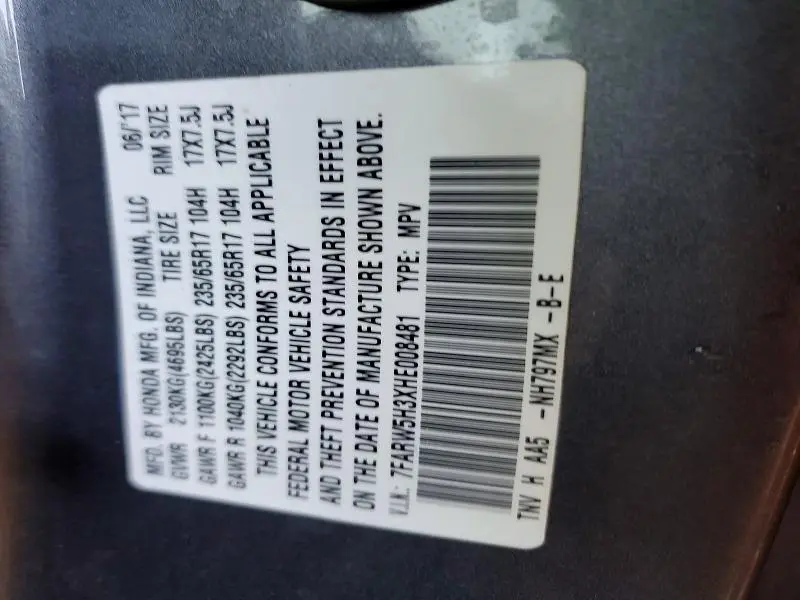 MFD. BY HONDA MFG. OF INDIANA, LLC 06/'17
GVWR 2130KG(4695LBS) TIRE SIZE RIM SIZE
GAWR F 1100KG(2425LBS) 235/65R17 104H 17X7.5J
GAWR R 1040KG(2292LBS) 235/65R17 104H 17X7.5J
THIS VEHICLE CONFORMS TO ALL APPLICABLE
FEDERAL MOTOR VEHICLE SAFETY
AND THEFT PREVENTION STANDARDS IN EFFECT
ON THE DATE OF MANUFACTURE SHOWN ABOVE.
V.I.N.: 7FARW5H3XHE008481 TYPE: MPV
TNV H AA5 -NH797MX -B-E